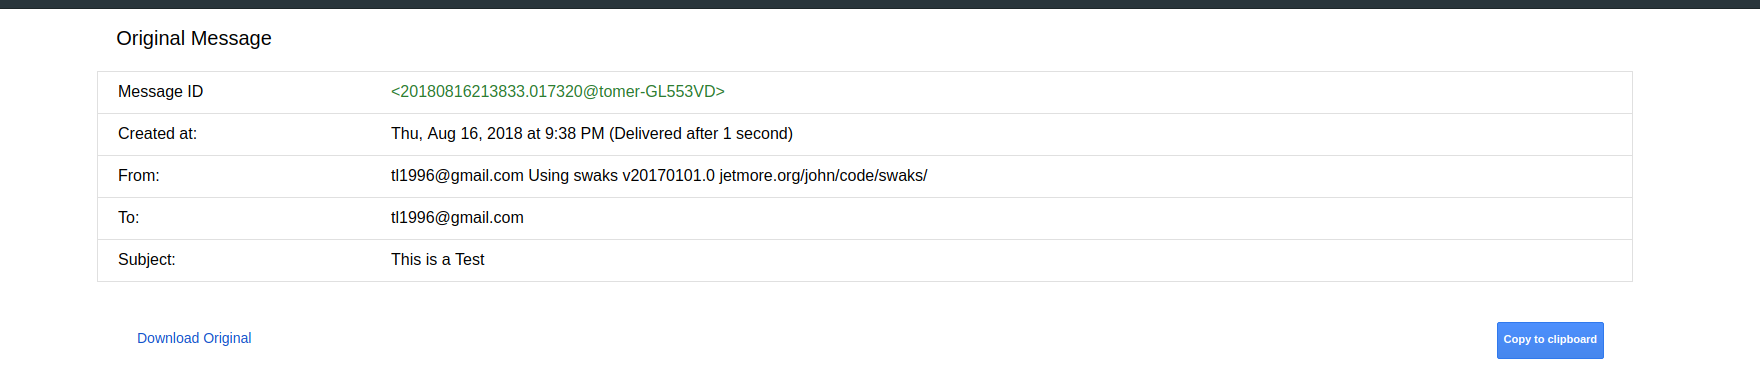 Original Message
Message ID <20180816213833.017320@tomer-GL553VD>
Created at: Thu, Aug 16, 2018 at 9:38 PM (Delivered after 1 second)
From: tl1996@gmail.com Using swaks v20170101.0 jetmore.org/john/code/swaks/
To: tl1996@gmail.com
Subject: This is a Test
Download Original Copy to clipboard